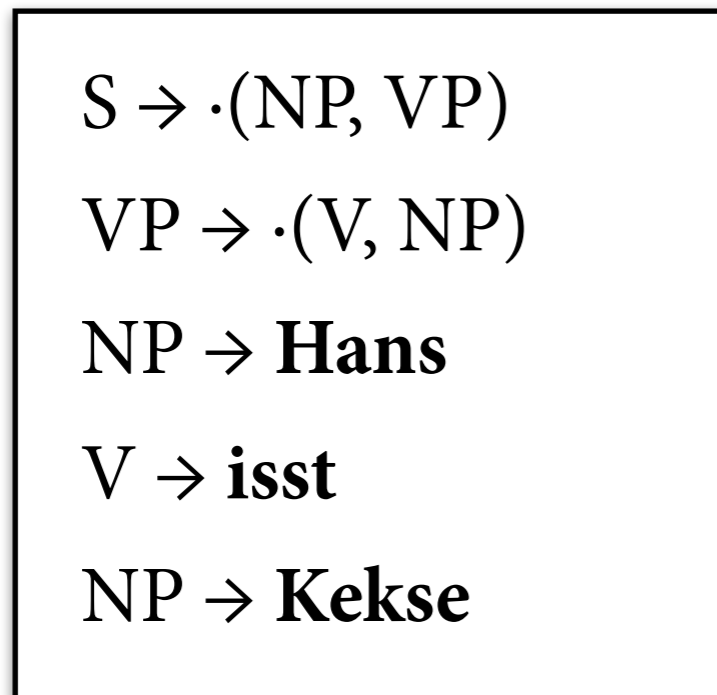 S → ·(NP, VP)
VP → ·(V, NP)
NP → Hans
V → isst
NP → Kekse